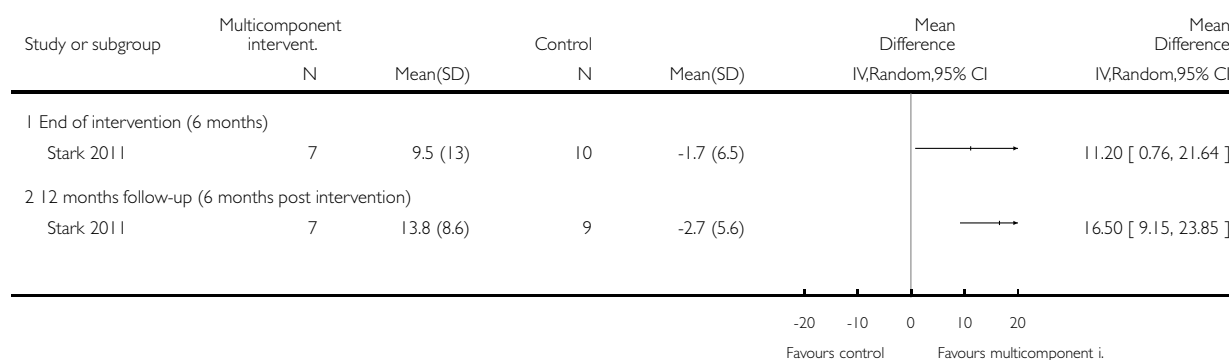 Study or subgroup Multicomponent intervent. Control Mean Difference Mean Difference
N Mean(SD) N Mean(SD) IV,Random,95% CI IV,Random,95% CI
1 End of intervention (6 months)
Stark 2011 7 9.5 (13) 10 -1.7 (6.5) 11.20 [ 0.76, 21.64 ]
2 12 months follow-up (6 months post intervention)
Stark 2011 7 13.8 (8.6) 9 -2.7 (5.6) 16.50 [ 9.15, 23.85 ]
-20 -10 0 10 20
Favours control Favours multicomponent i.